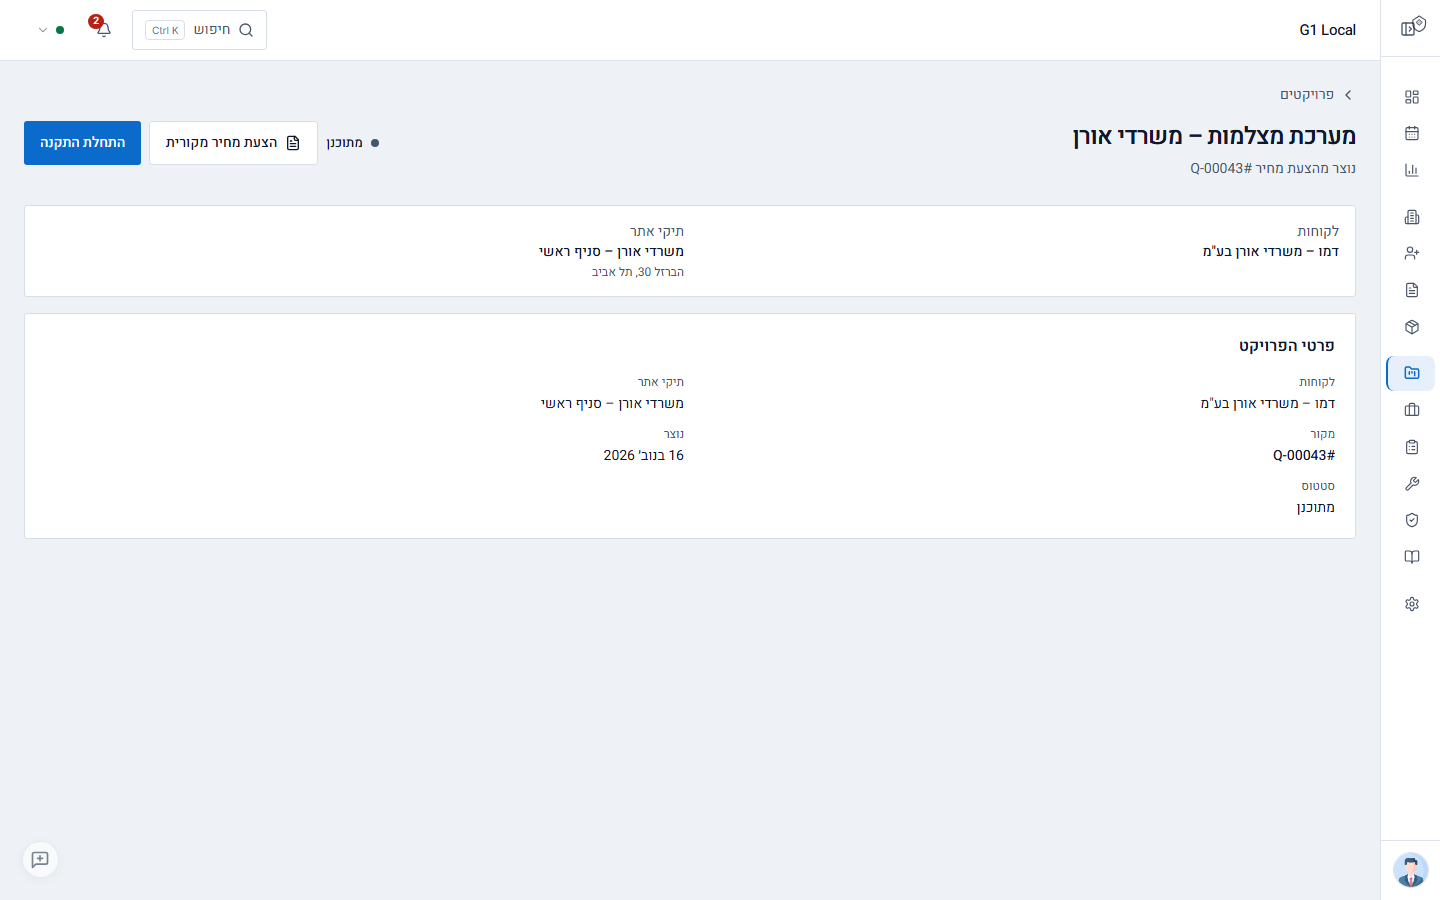 G1 Local
חיפוש Ctrl K
2
פרויקטים
מערכת מצלמות – משרדי אורן
נוצר מהצעת מחיר #Q-00043
מתוכנן
הצעת מחיר מקורית
התחלת התקנה
לקוחות
דמו – משרדי אורן בע"מ
תיקי אתר
משרדי אורן – סניף ראשי
הברזל 30, תל אביב
פרטי הפרויקט
לקוחות
דמו – משרדי אורן בע"מ
תיקי אתר
משרדי אורן – סניף ראשי
מקור
#Q-00043
נוצר
16 בנוב׳ 2026
סטטוס
מתוכנן